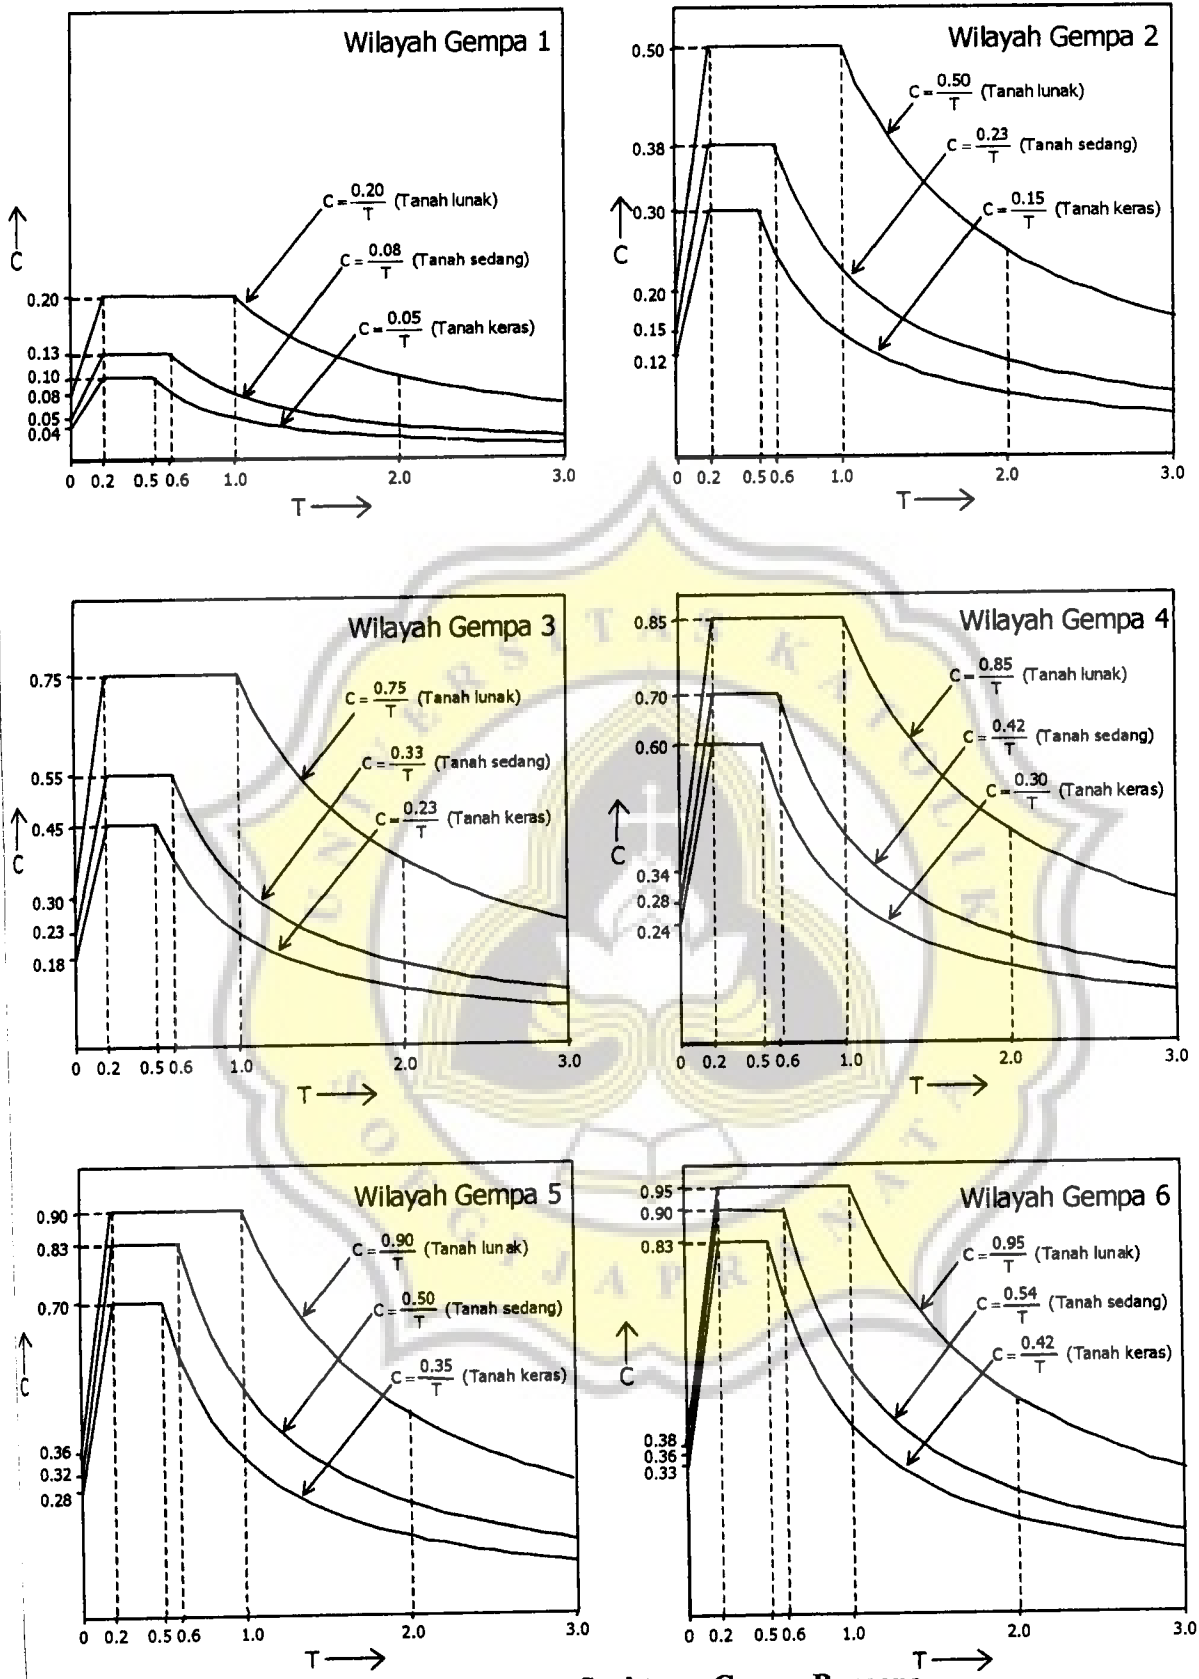 Wilayah Gempa 1
C = 0.20 / T (Tanah lunak)
C = 0.08 / T (Tanah sedang)
C = 0.05 / T (Tanah keras)
C
0.20
0.13
0.10
0.08
0.05
0.04
0 0.2 0.5 0.6 1.0 2.0 3.0
T
Wilayah Gempa 2
C = 0.50 / T (Tanah lunak)
C = 0.23 / T (Tanah sedang)
C = 0.15 / T (Tanah keras)
C
0.50
0.38
0.30
0.20
0.15
0.12
0 0.2 0.5 0.6 1.0 2.0 3.0
T
Wilayah Gempa 3
C = 0.75 / T (Tanah lunak)
C = 0.33 / T (Tanah sedang)
C = 0.23 / T (Tanah keras)
C
0.75
0.55
0.45
0.30
0.23
0.18
0 0.2 0.5 0.6 1.0 2.0 3.0
T
Wilayah Gempa 4
C = 0.85 / T (Tanah lunak)
C = 0.42 / T (Tanah sedang)
C = 0.30 / T (Tanah keras)
C
0.85
0.70
0.60
0.34
0.28
0.24
0 0.2 0.5 0.6 1.0 2.0 3.0
T
Wilayah Gempa 5
C = 0.90 / T (Tanah lunak)
C = 0.50 / T (Tanah sedang)
C = 0.35 / T (Tanah keras)
C
0.90
0.83
0.70
0.36
0.32
0.28
0 0.2 0.5 0.6 1.0 2.0 3.0
T
Wilayah Gempa 6
C = 0.95 / T (Tanah lunak)
C = 0.54 / T (Tanah sedang)
C = 0.42 / T (Tanah keras)
C
0.95
0.90
0.83
0.38
0.36
0.33
0 0.2 0.5 0.6 1.0 2.0 3.0
T
UNIVERSITAS KATOLIK
SOEGIJAPRANATA